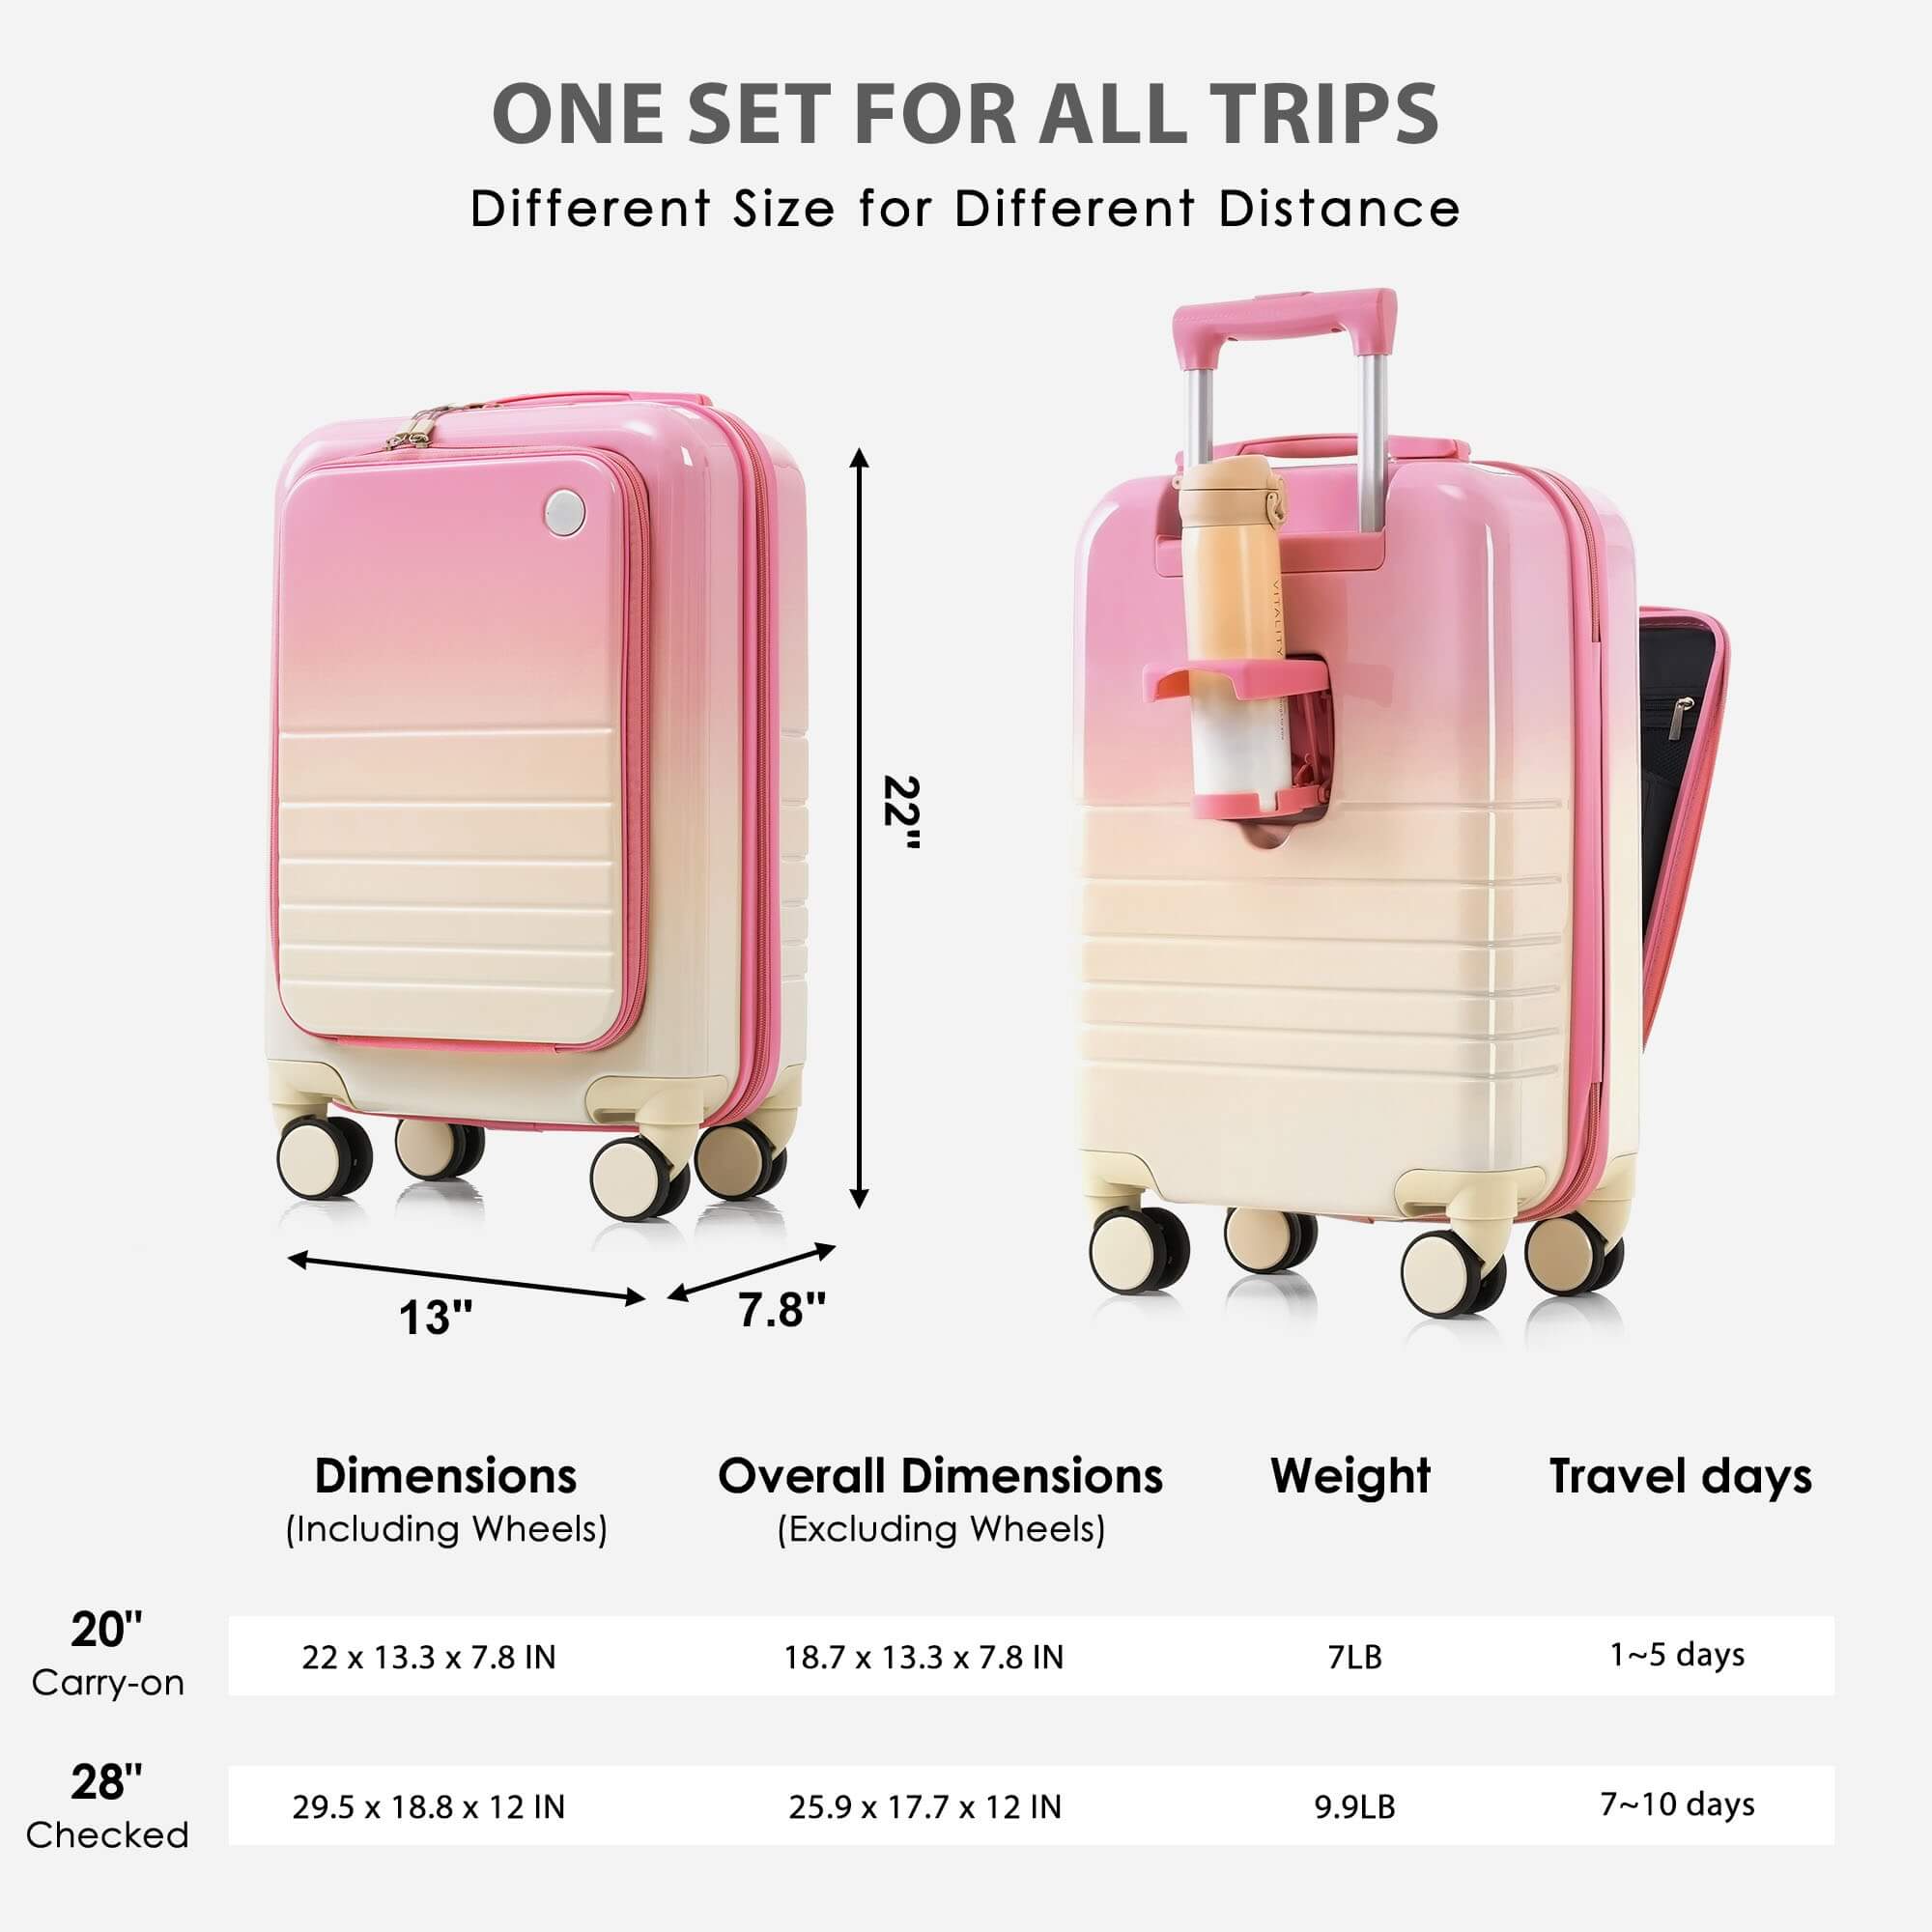 ONE SET FOR ALL TRIPS
Different Size for Different Distance
VITALITY
22"
13"
7.8"
Dimensions Overall Dimensions Weight Travel days
(Including Wheels) (Excluding Wheels)
20"
Carry-on
22 x 13.3 x 7.8 IN 18.7 x 13.3 x 7.8 IN 7LB 1~5 days
28"
Checked
29.5 x 18.8 x 12 IN 25.9 x 17.7 x 12 IN 9.9LB 7~10 days